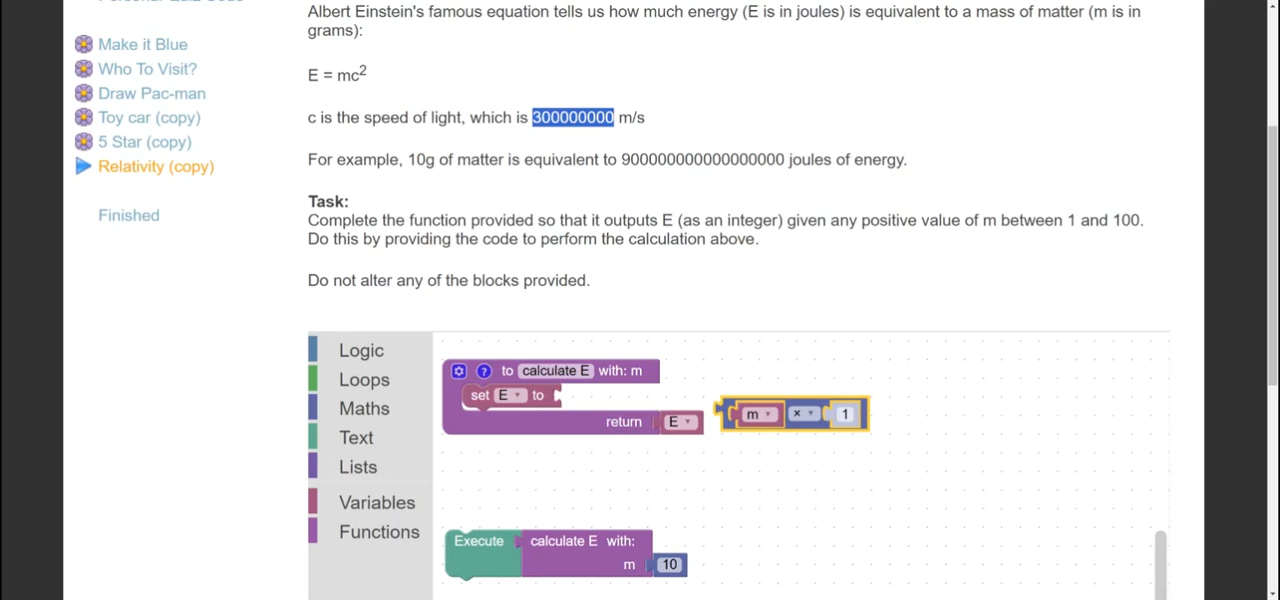 Albert Einstein's famous equation tells us how much energy (E is in joules) is equivalent to a mass of matter (m is in
grams):
E = mc²
c is the speed of light, which is 300000000 m/s
For example, 10g of matter is equivalent to 900000000000000000 joules of energy.
Task:
Complete the function provided so that it outputs E (as an integer) given any positive value of m between 1 and 100.
Do this by providing the code to perform the calculation above.
Do not alter any of the blocks provided.
Make it Blue
Who To Visit?
Draw Pac-man
Toy car (copy)
5 Star (copy)
Relativity (copy)
Finished
Logic
Loops
Maths
Text
Lists
Variables
Functions
? to calculate E with: m
set E to
return E
m × 1
Execute calculate E with:
m 10